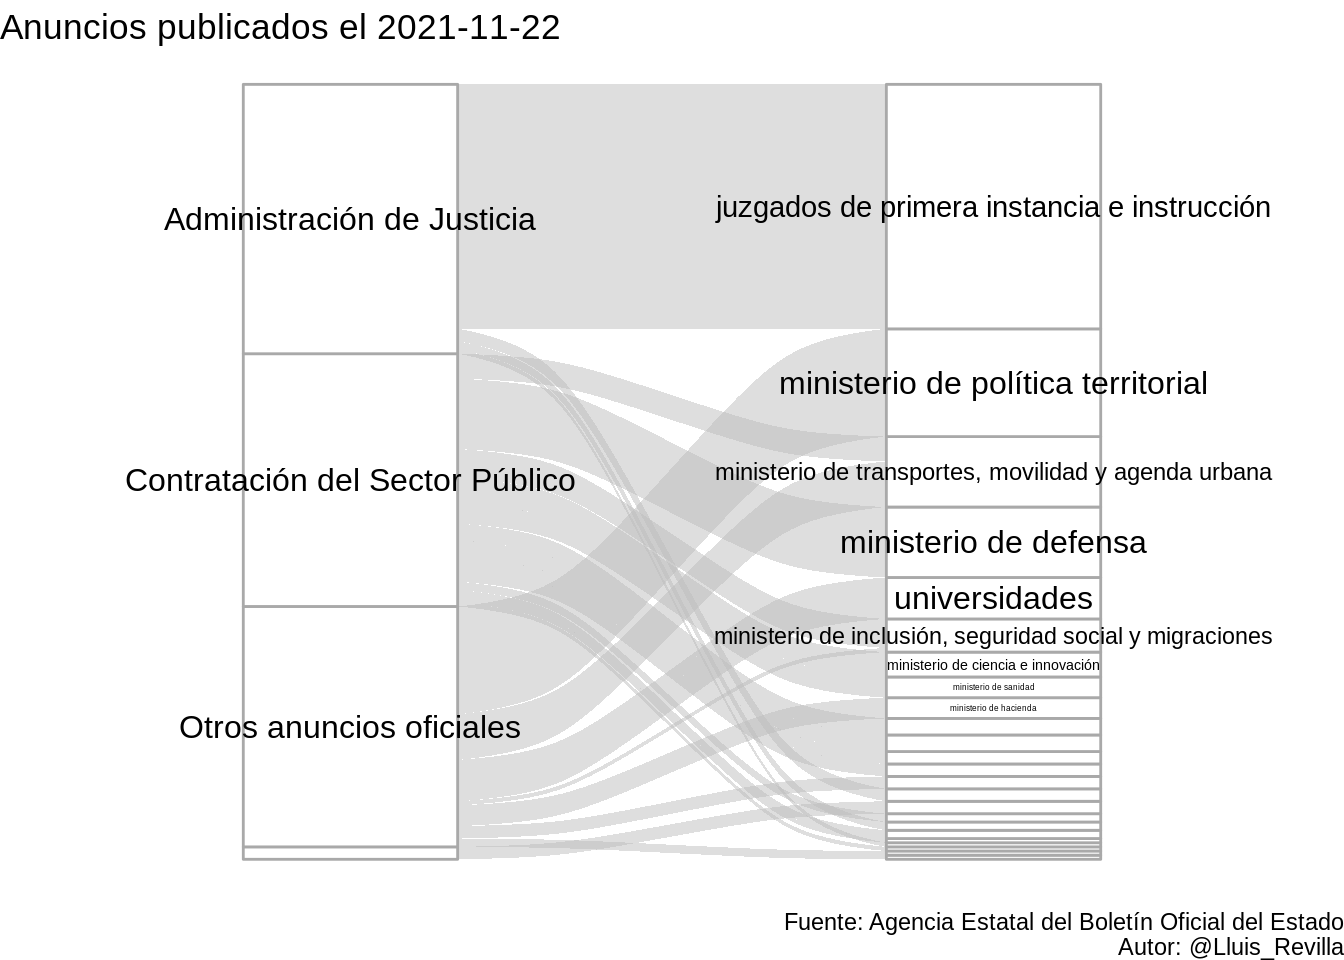 Anuncios publicados el 2021-11-22
Administración de Justicia
Contratación del Sector Público
Otros anuncios oficiales
juzgados de primera instancia e instrucción
ministerio de política territorial
ministerio de transportes, movilidad y agenda urbana
ministerio de defensa
universidades
ministerio de inclusión, seguridad social y migraciones
ministerio de ciencia e innovación
ministerio de sanidad
ministerio de hacienda
Fuente: Agencia Estatal del Boletín Oficial del Estado
Autor: @Lluis_Revilla